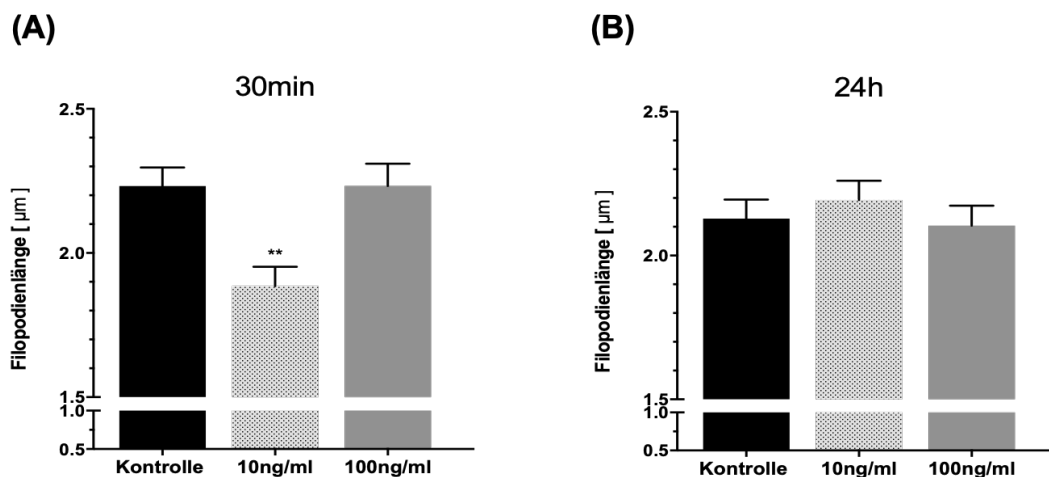 (A)
30min
Filopodienlänge [ µm ]
2.5
2.0
1.5
1.0
0.5
**
Kontrolle 10ng/ml 100ng/ml
(B)
24h
Filopodienlänge [ µm ]
2.5
2.0
1.5
1.0
0.5
Kontrolle 10ng/ml 100ng/ml